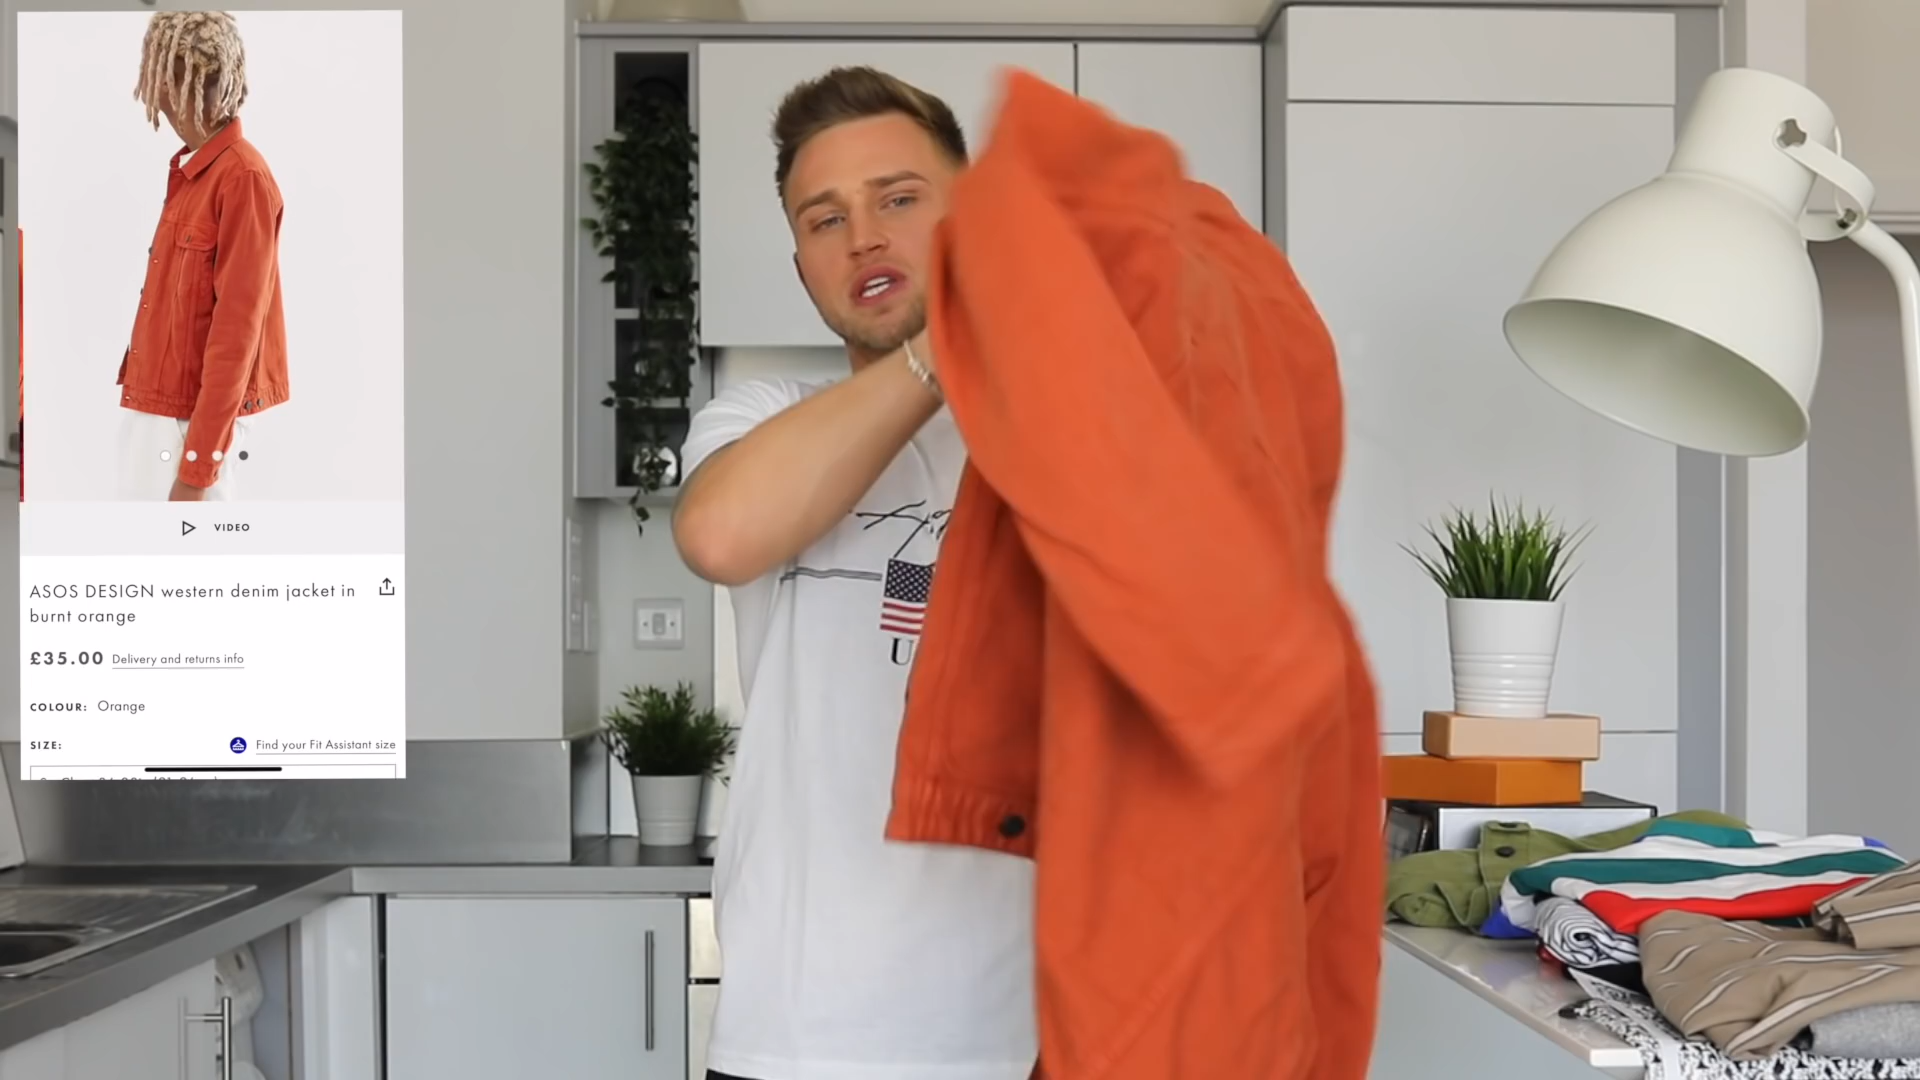 VIDEO
ASOS DESIGN western denim jacket in
burnt orange
£35.00 Delivery and returns info
COLOUR: Orange
SIZE: Find your Fit Assistant size
U